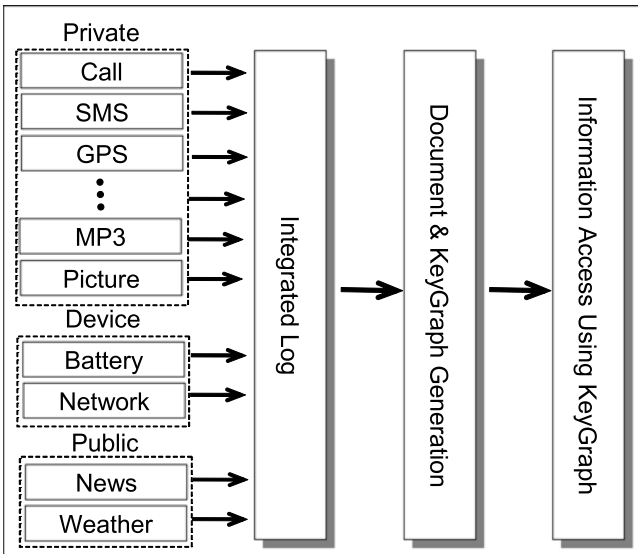 Private
Call
SMS
GPS
MP3
Picture
Device
Battery
Network
Public
News
Weather
Integrated Log
Document & KeyGraph Generation
Information Access Using KeyGraph